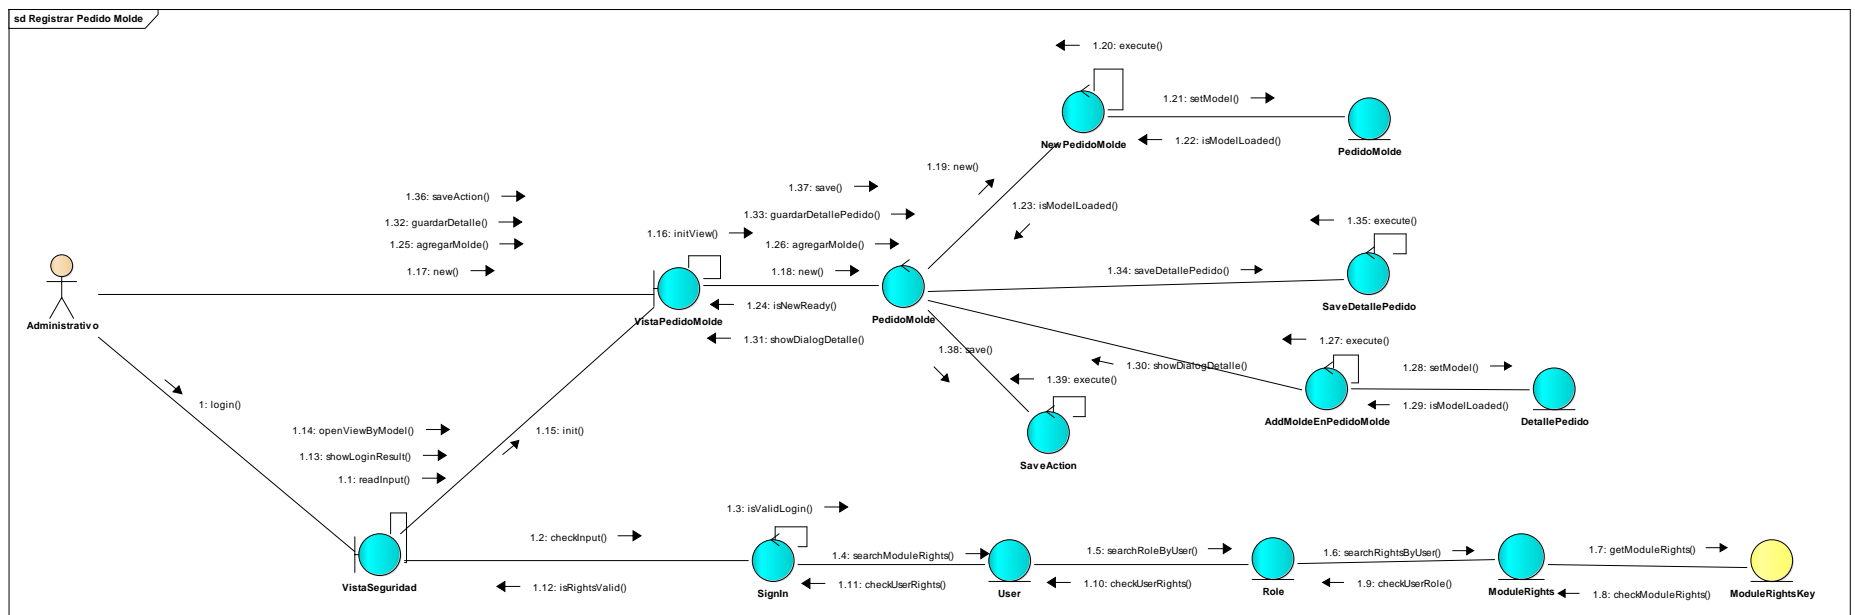 sd Registrar Pedido Molde
1.20: execute()
1.21: setModel()
NewPedidoMolde
1.22: isModelLoaded()
PedidoMolde
1.19: new()
1.36: saveAction()
1.37: save()
1.23: isModelLoaded()
1.32: guardarDetalle()
1.33: guardarDetallePedido()
1.35: execute()
1.16: initView()
1.25: agregarMolde()
1.26: agregarMolde()
1.17: new()
1.18: new()
1.34: saveDetallePedido()
1.24: isNewReady()
SaveDetallePedido
Administrativo
VistaPedidoMolde
PedidoMolde
1.31: showDialogDetalle()
1.27: execute()
1.38: save()
1.30: showDialogDetalle()
1.28: setModel()
1.39: execute()
1: login()
1.29: isModelLoaded()
AddMoldeEnPedidoMolde
DetallePedido
1.14: openViewByModel()
1.15: init()
1.13: showLoginResult()
SaveAction
1.1: readInput()
1.3: isValidLogin()
1.2: checkInput()
1.4: searchModuleRights()
1.5: searchRoleByUser()
1.6: searchRightsByUser()
1.7: getModuleRights()
1.12: isRightsValid()
1.11: checkUserRights()
1.10: checkUserRights()
1.9: checkUserRole()
1.8: checkModuleRights()
VistaSeguridad
SignIn
User
Role
ModuleRights
ModuleRightsKey